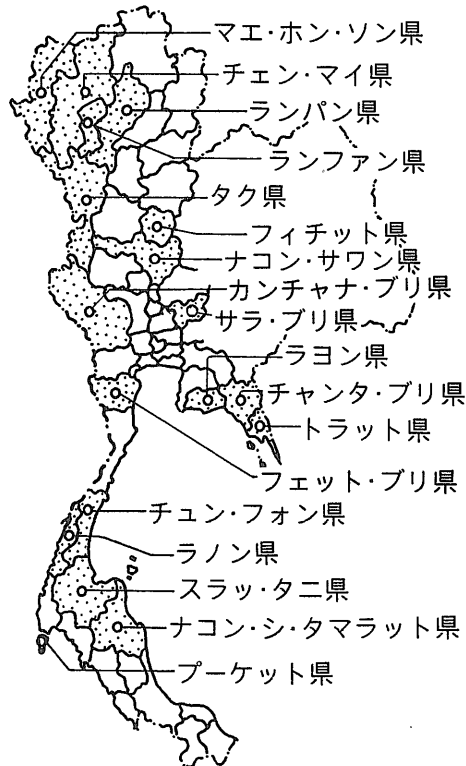 マエ・ホン・ソン県
チェン・マイ県
ランパン県
ランファン県
タク県
フィチット県
ナコン・サワン県
カンチャナ・ブリ県
サラ・ブリ県
ラヨン県
チャンタ・ブリ県
トラット県
フェット・ブリ県
チュン・フォン県
ラノン県
スラッ・タニ県
ナコン・シ・タマラット県
プーケット県